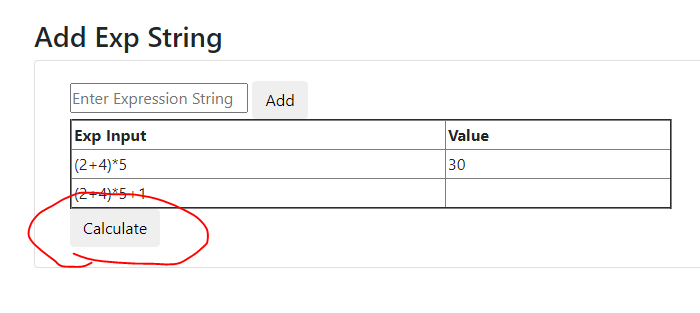 Add Exp String
Enter Expression String Add
Exp Input Value
(2+4)*5 30
(2+4)*5+1
Calculate